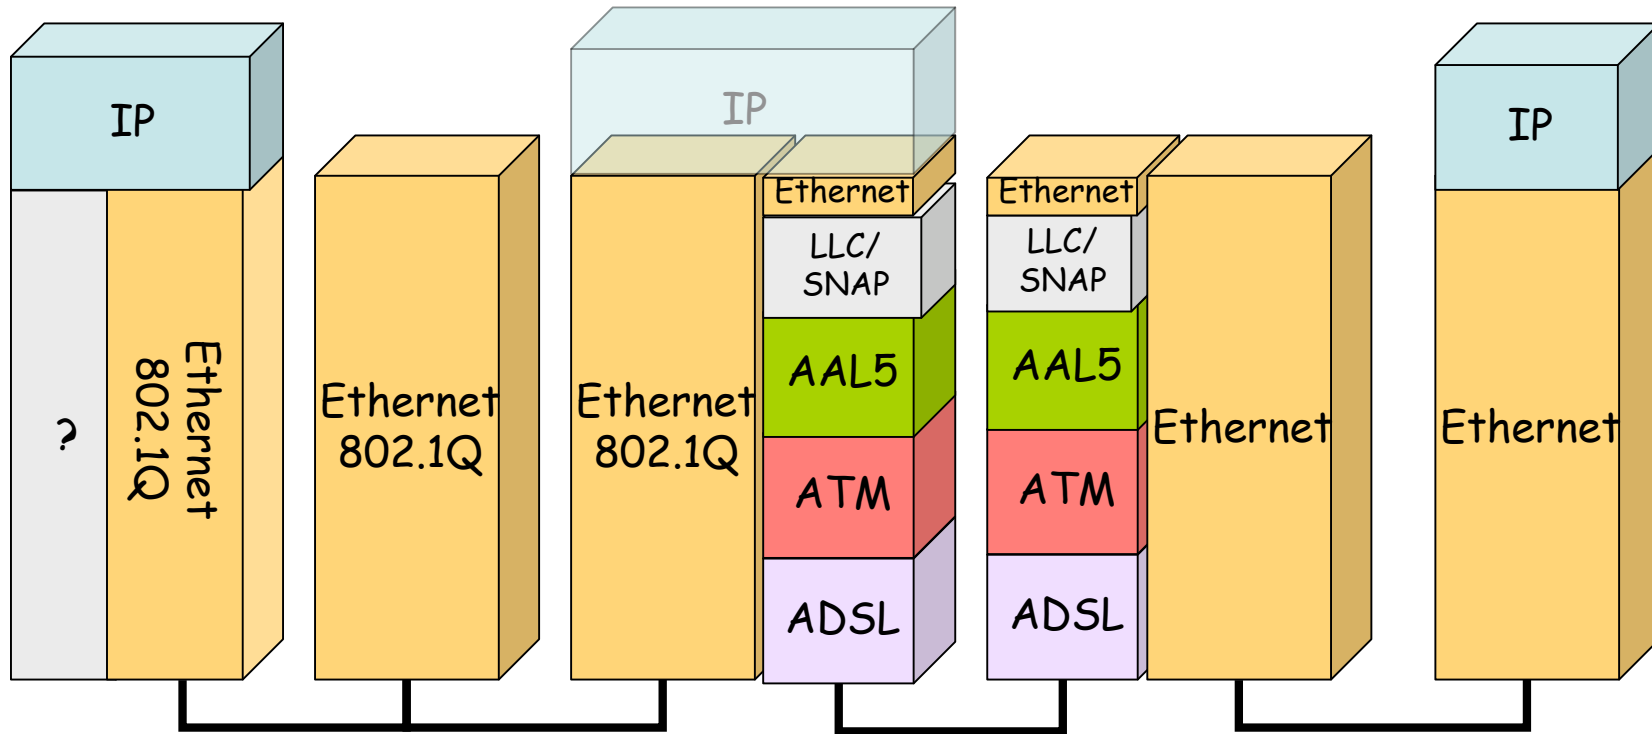 IP
?
Ethernet
802.1Q
Ethernet
802.1Q
IP
Ethernet
802.1Q
Ethernet
LLC/
SNAP
AAL5
ATM
ADSL
Ethernet
LLC/
SNAP
AAL5
ATM
ADSL
Ethernet
IP
Ethernet